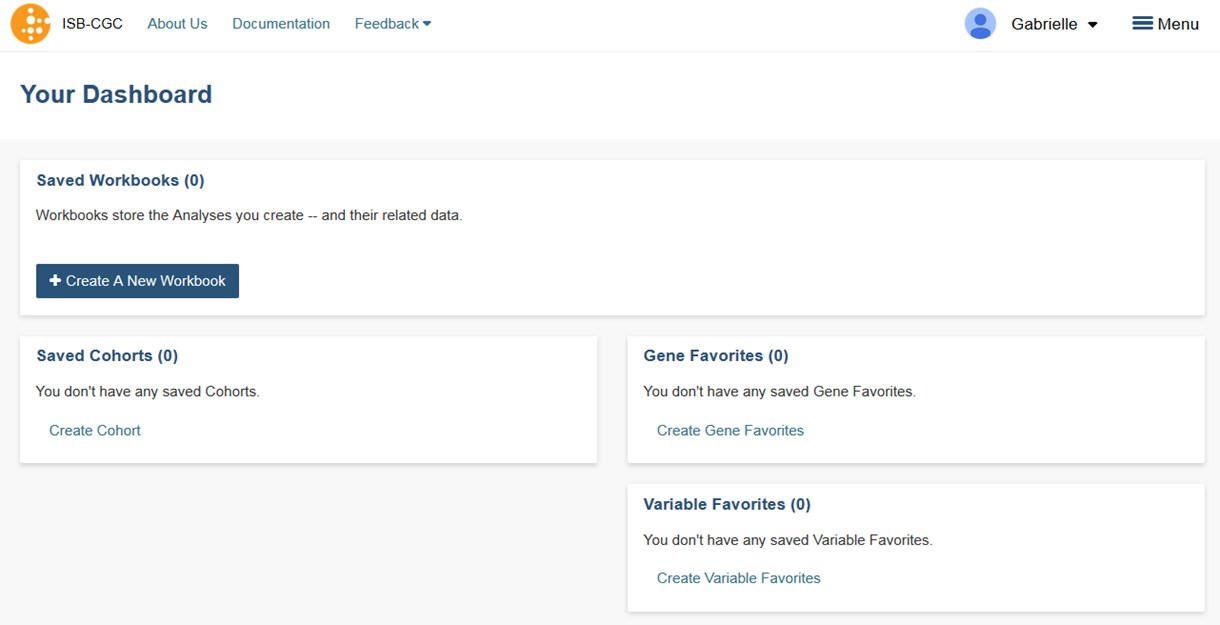 ISB-CGC About Us Documentation Feedback Gabrielle Menu
Your Dashboard
Saved Workbooks (0)
Workbooks store the Analyses you create -- and their related data.
Create A New Workbook
Saved Cohorts (0)
You don't have any saved Cohorts.
Create Cohort
Gene Favorites (0)
You don't have any saved Gene Favorites.
Create Gene Favorites
Variable Favorites (0)
You don't have any saved Variable Favorites.
Create Variable Favorites